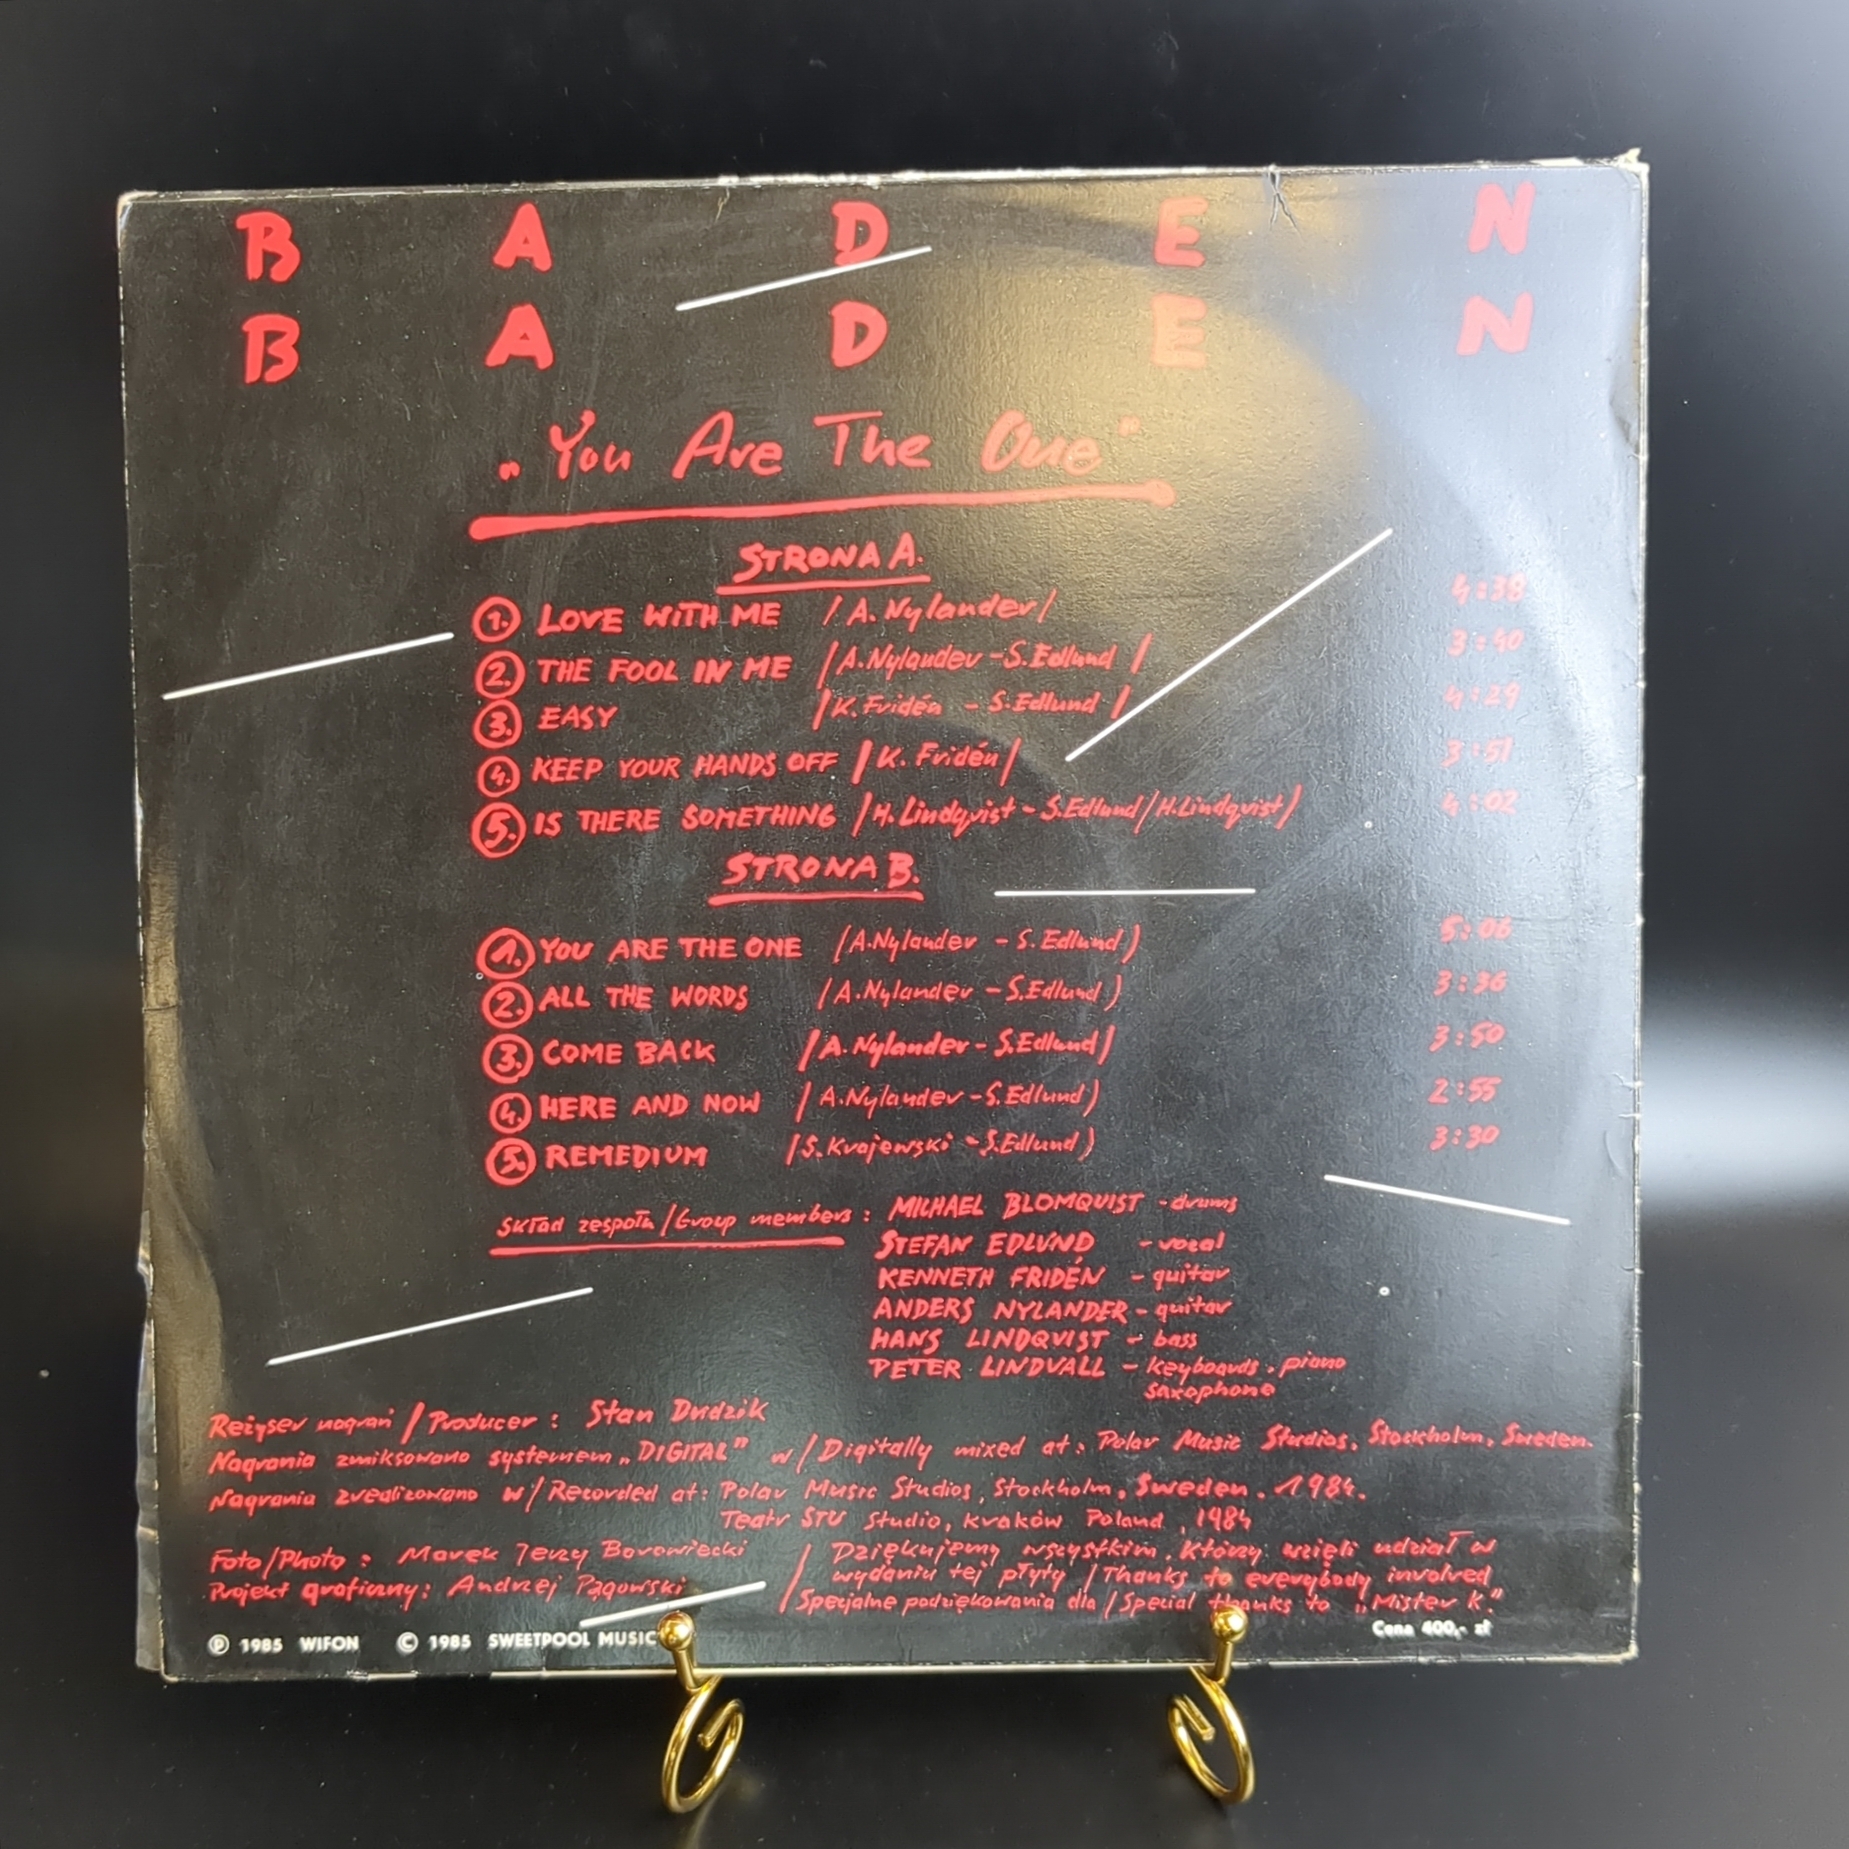 BADEN
BADEN
„You Are The One"
STRONA A.
1. LOVE WITH ME /A. Nylander/ 4:38
2. THE FOOL IN ME /A.Nylander - S.Edlund/ 3:40
3. EASY /K. Fridén - S.Edlund/ 4:29
4. KEEP YOUR HANDS OFF /K. Fridén/ 3:51
5. IS THERE SOMETHING /H.Lindqvist - S.Edlund/H.Lindqvist) 4:02
STRONA B.
1. YOU ARE THE ONE /A.Nylander - S.Edlund) 5:06
2. ALL THE WORDS /A.Nylander - S.Edlund) 3:36
3. COME BACK /A.Nylander - S.Edlund/ 3:50
4. HERE AND NOW /A.Nylander - S.Edlund) 2:55
5. REMEDIUM /S.Krajewski - S.Edlund) 3:30
Skład zespołu/Group members: MICHAEL BLOMQUIST - drums
STEFAN EDLUND - vocal
KENNETH FRIDÉN - guitar
ANDERS NYLANDER - guitar
HANS LINDQVIST - bass
PETER LINDVALL - keyboards, piano
saxophone
Reżyser nagrań/Producer: Stan Dudzik
Nagrania zmiksowano systemem „DIGITAL" w/Digitally mixed at: Polar Music Studios, Stockholm, Sweden.
Nagrania zrealizowano w/Recorded at: Polar Music Studios, Stockholm, Sweden. 1984.
Teatr STU Studio, Kraków Poland, 1984
Foto/Photo: Marek Jerzy Borowiecki / Dziękujemy wszystkim, którzy wzięli udział w
Projekt graficzny: Andrzej Pągowski wydaniu tej płyty /Thanks to everybody involved
/Specjalne podziękowania dla /Special thanks to „Mister K."
Ⓟ 1985 WIFON © 1985 SWEETPOOL MUSIC Cena 400,- zł